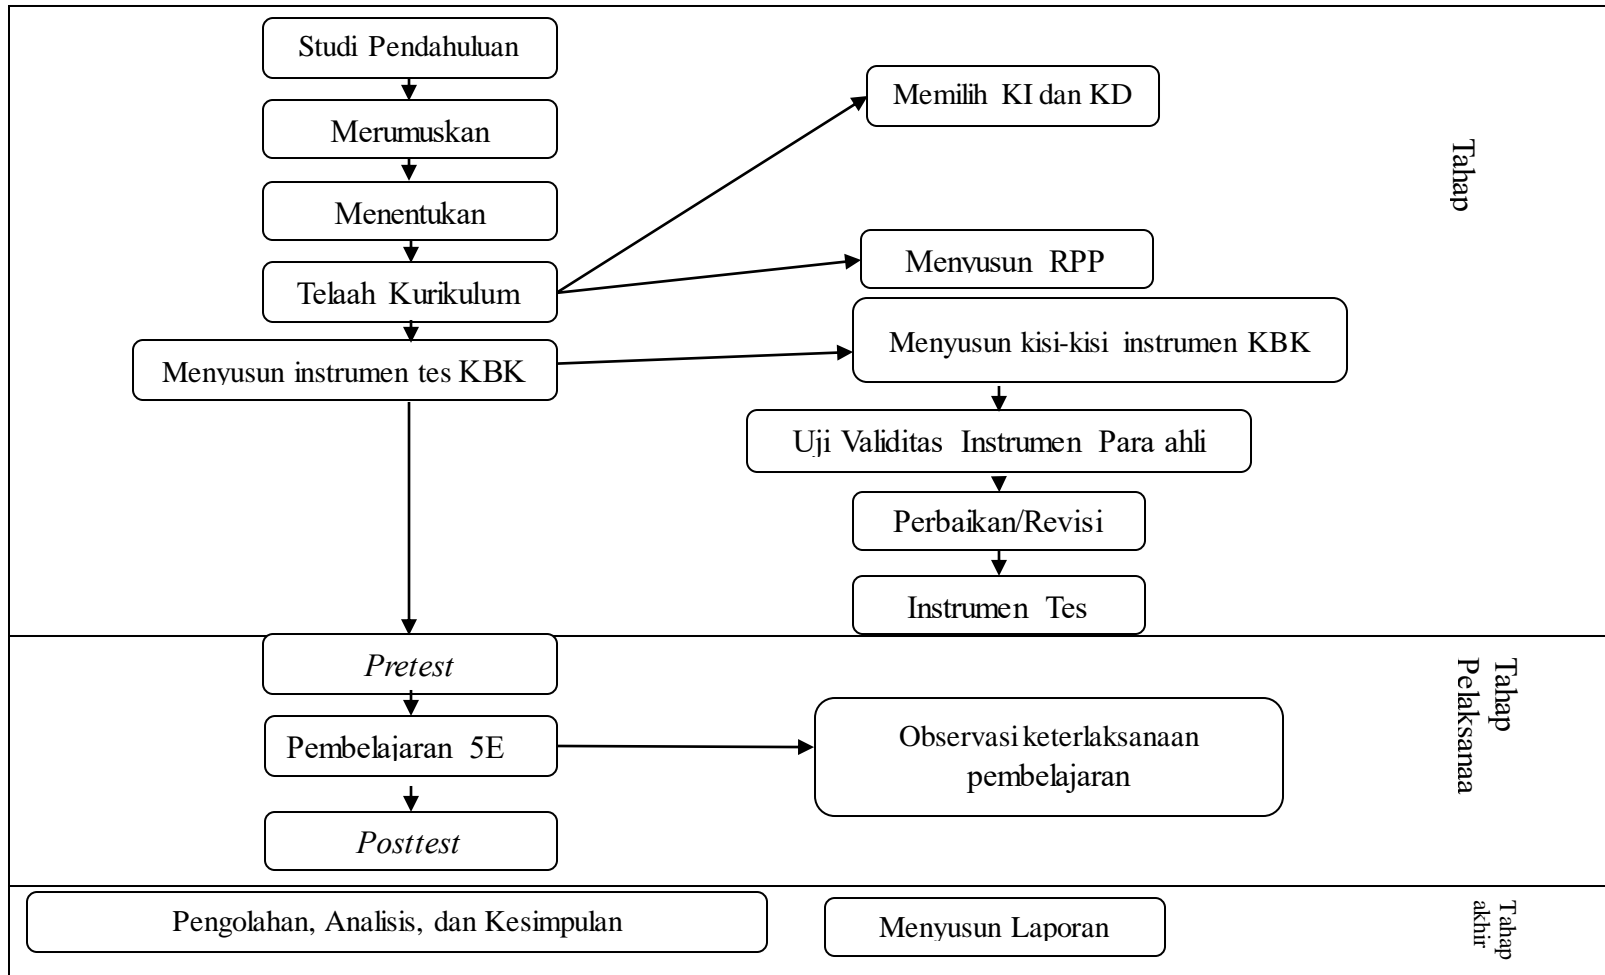 Studi Pendahuluan
Merumuskan
Menentukan
Telaah Kurikulum
Menyusun instrumen tes KBK
Memilih KI dan KD
Menyusun RPP
Menyusun kisi-kisi instrumen KBK
Uji Validitas Instrumen Para ahli
Perbaikan/Revisi
Instrumen Tes
Tahap
Pretest
Pembelajaran 5E
Posttest
Observasi keterlaksanaan
pembelajaran
Tahap
Pelaksanaa
Pengolahan, Analisis, dan Kesimpulan
Menyusun Laporan
Tahap
akhir